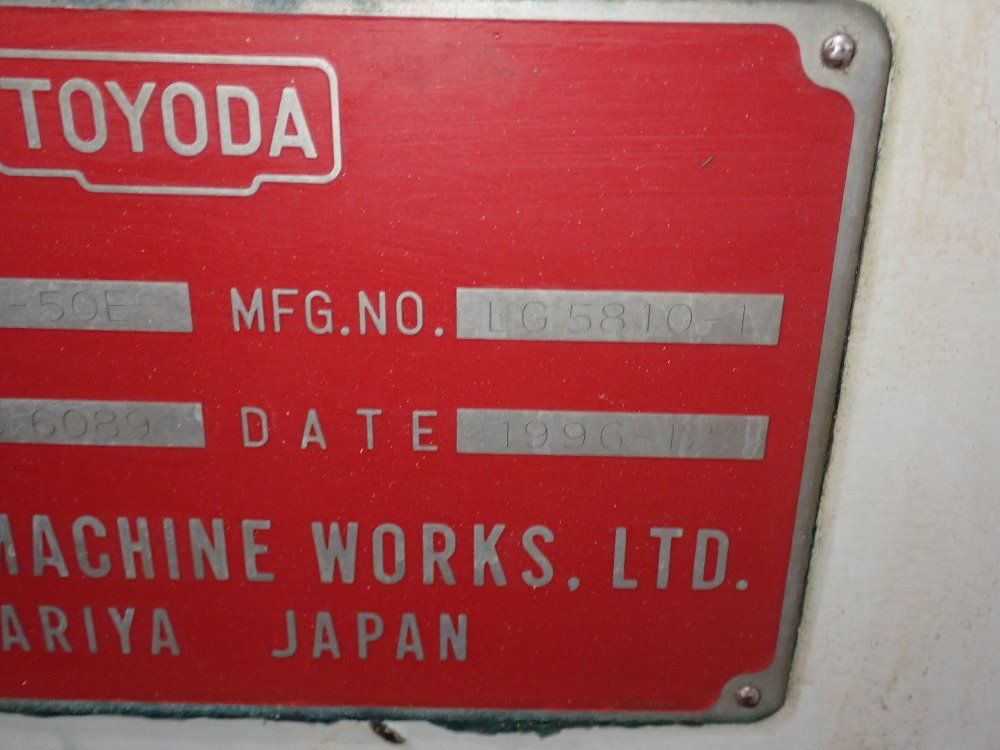 TOYODA
-50E MFG.NO. LG5810-1
6089 DATE 1996-12
MACHINE WORKS, LTD.
ARIYA JAPAN